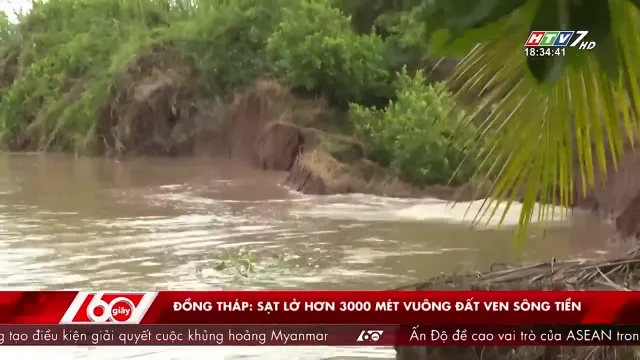 HTV7 HD
18:34:41
60 giây
ĐỒNG THÁP: SẠT LỞ HƠN 3000 MÉT VUÔNG ĐẤT VEN SÔNG TIỀN
g tạo điều kiện giải quyết cuộc khủng hoảng Myanmar 60 Ấn Độ đề cao vai trò của ASEAN tron